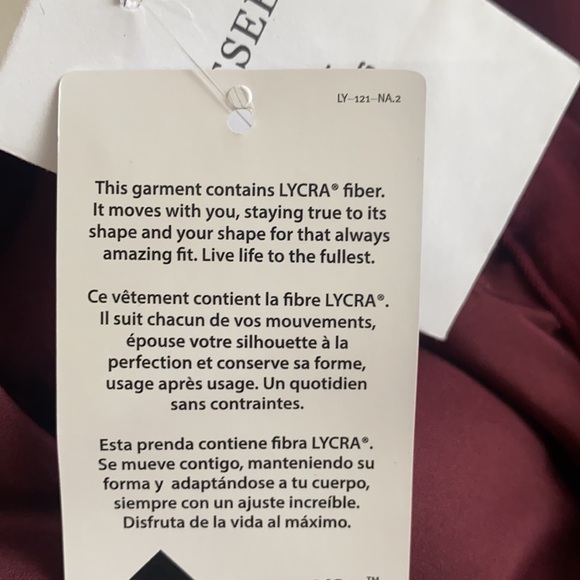 LY-121-NA.2
This garment contains LYCRA® fiber.
It moves with you, staying true to its
shape and your shape for that always
amazing fit. Live life to the fullest.
Ce vêtement contient la fibre LYCRA®.
Il suit chacun de vos mouvements,
épouse votre silhouette à la
perfection et conserve sa forme,
usage après usage. Un quotidien
sans contraintes.
Esta prenda contiene fibra LYCRA®.
Se mueve contigo, manteniendo su
forma y adaptándose a tu cuerpo,
siempre con un ajuste increíble.
Disfruta de la vida al máximo.
™